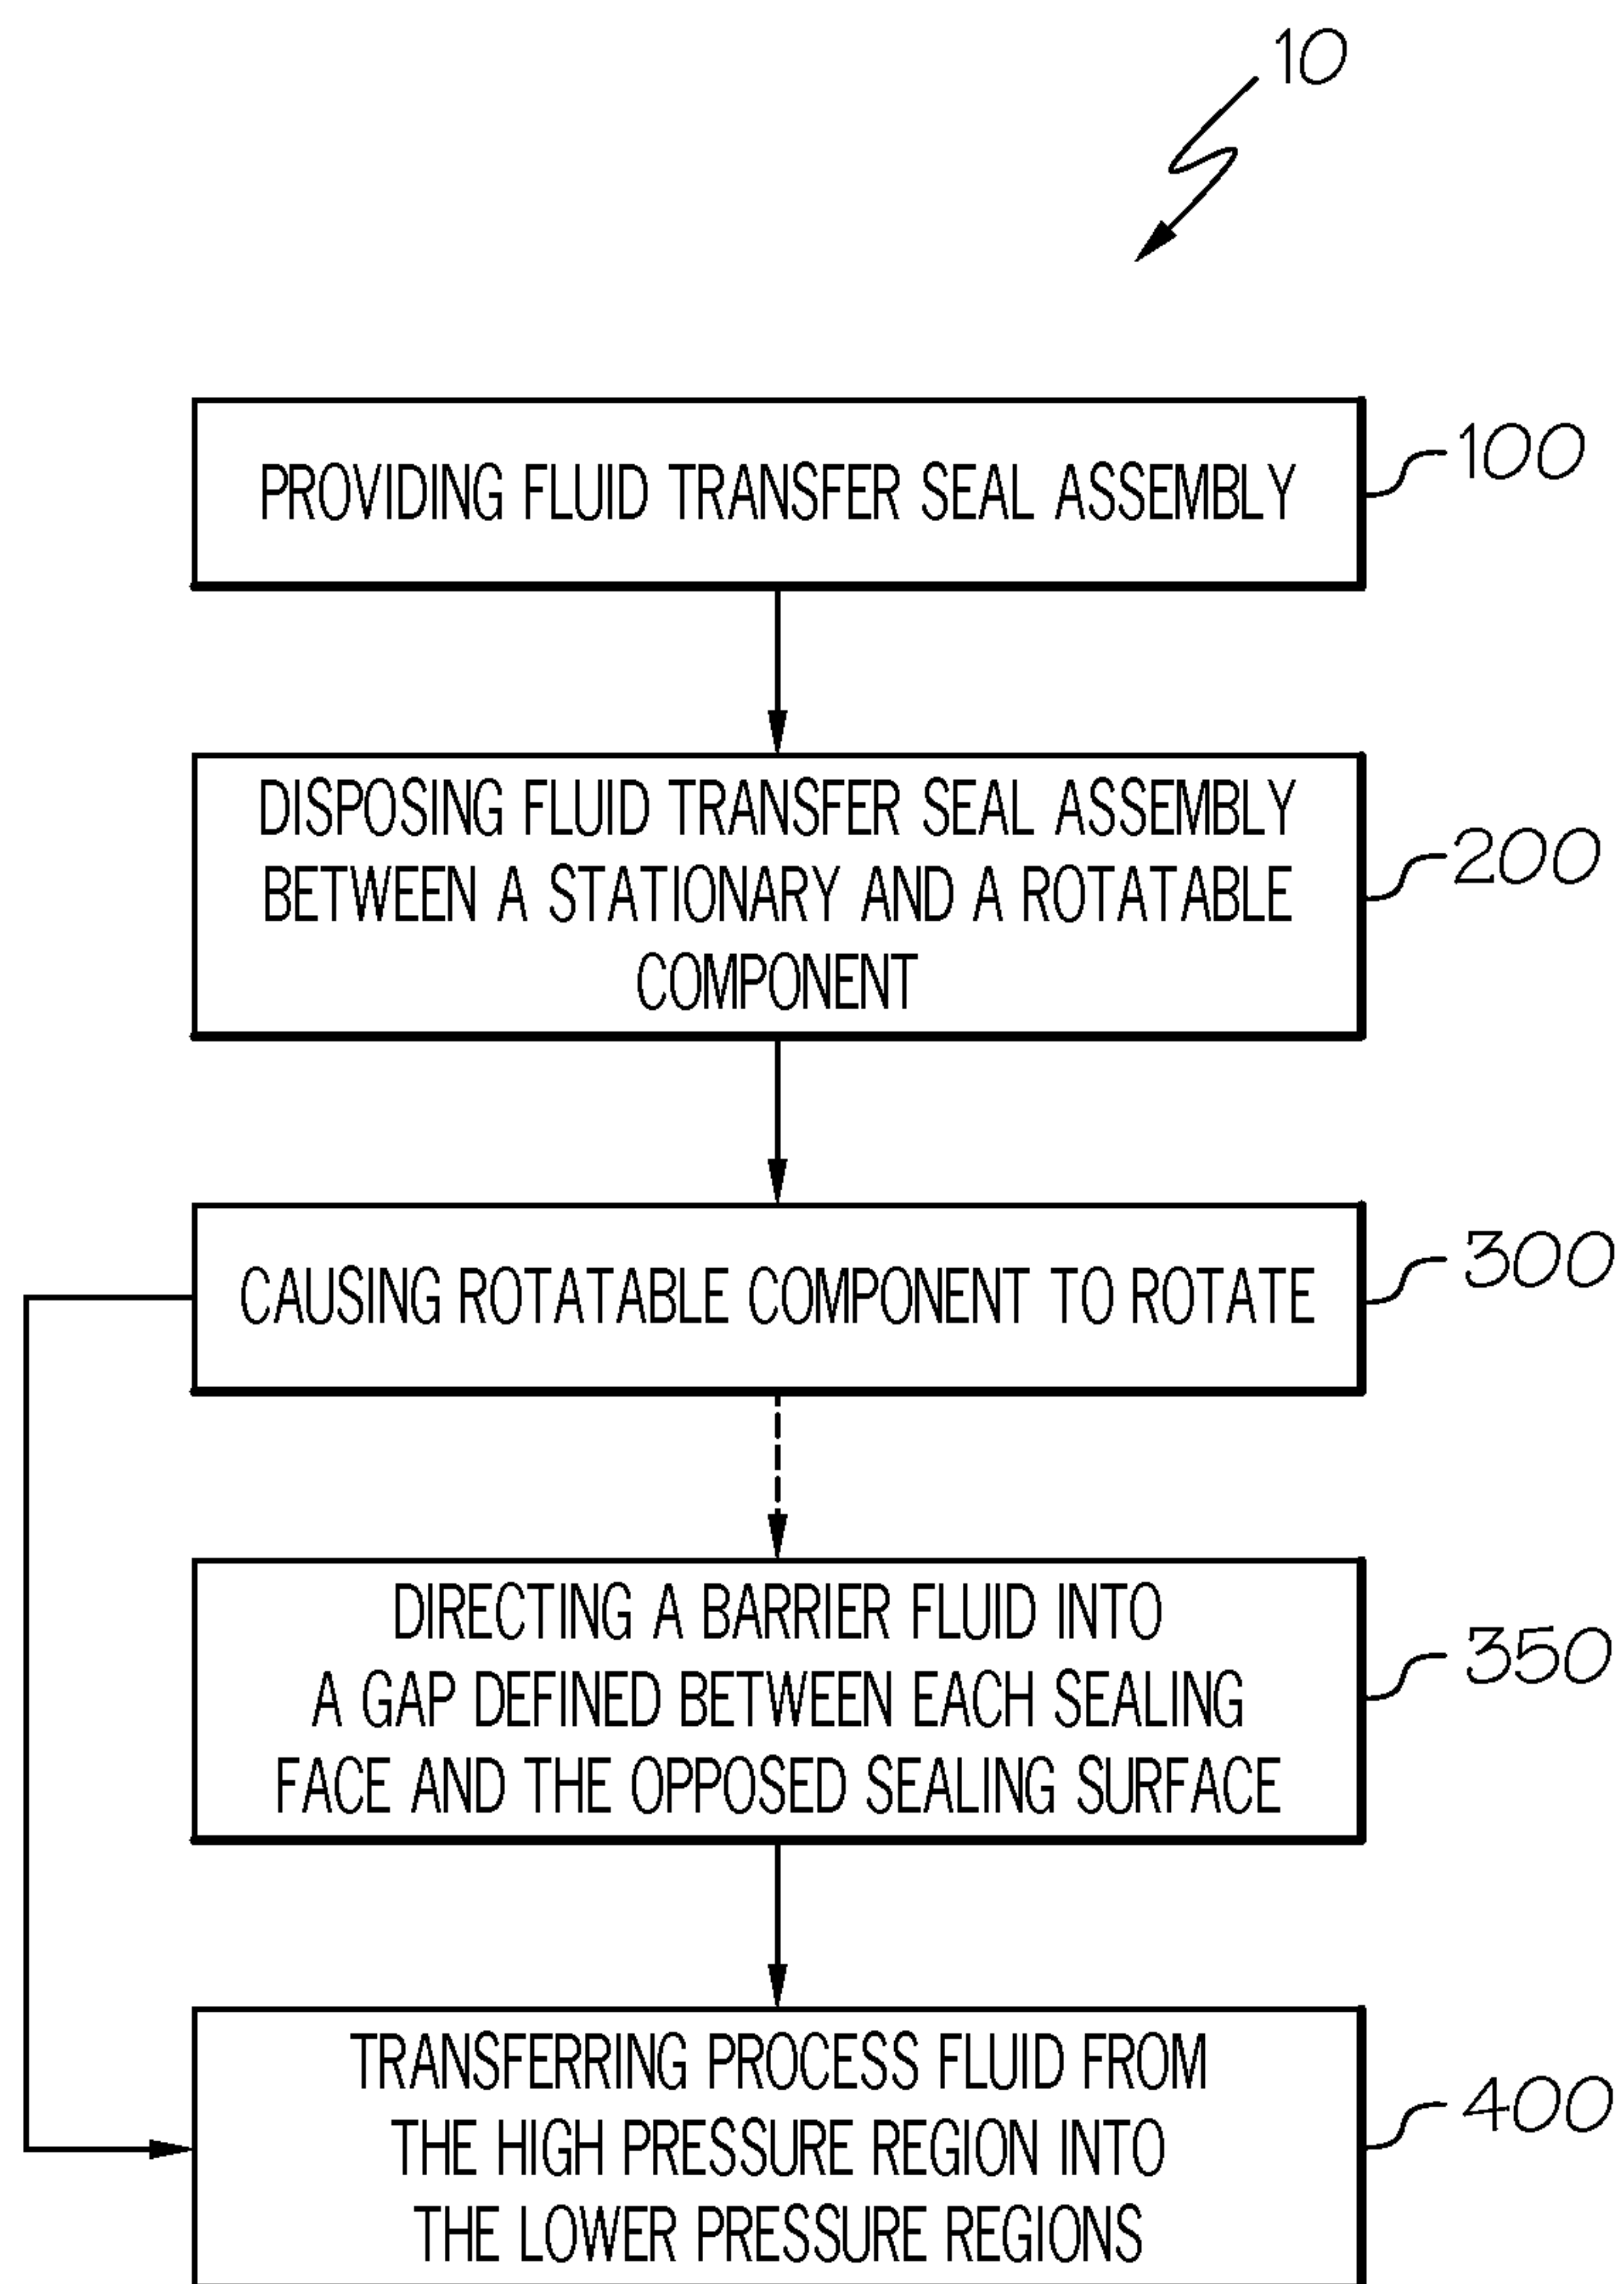 10
PROVIDING FLUID TRANSFER SEAL ASSEMBLY
100
DISPOSING FLUID TRANSFER SEAL ASSEMBLY
BETWEEN A STATIONARY AND A ROTATABLE
COMPONENT
200
CAUSING ROTATABLE COMPONENT TO ROTATE
300
DIRECTING A BARRIER FLUID INTO
A GAP DEFINED BETWEEN EACH SEALING
FACE AND THE OPPOSED SEALING SURFACE
350
TRANSFERRING PROCESS FLUID FROM
THE HIGH PRESSURE REGION INTO
THE LOWER PRESSURE REGIONS
400